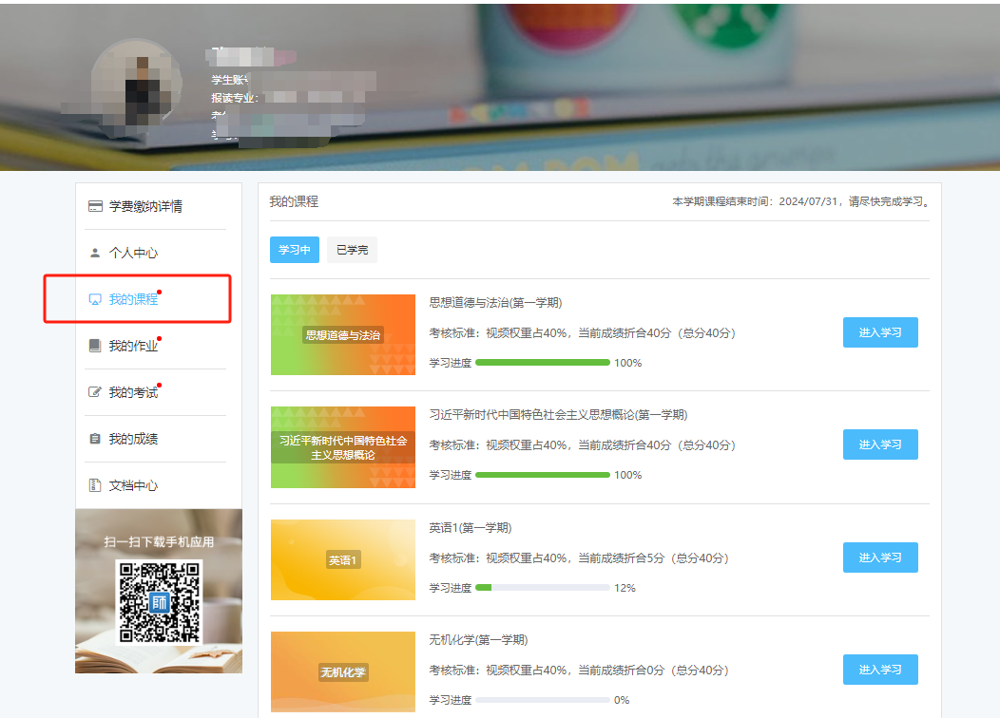 学生账号
报读专业：
学费缴纳详情
个人中心
我的课程
我的作业
我的考试
我的成绩
文档中心
扫一扫下载手机应用
師
我的课程
本学期课程结束时间：2024/07/31，请尽快完成学习。
学习中
已学完
思想道德与法治
思想道德与法治(第一学期)
考核标准：视频权重占40%，当前成绩折合40分（总分40分）
学习进度
100%
进入学习
习近平新时代中国特色社会
主义思想概论
习近平新时代中国特色社会主义思想概论(第一学期)
考核标准：视频权重占40%，当前成绩折合40分（总分40分）
学习进度
100%
进入学习
英语1
英语1(第一学期)
考核标准：视频权重占40%，当前成绩折合5分（总分40分）
学习进度
12%
进入学习
无机化学
无机化学(第一学期)
考核标准：视频权重占40%，当前成绩折合0分（总分40分）
学习进度
0%
进入学习